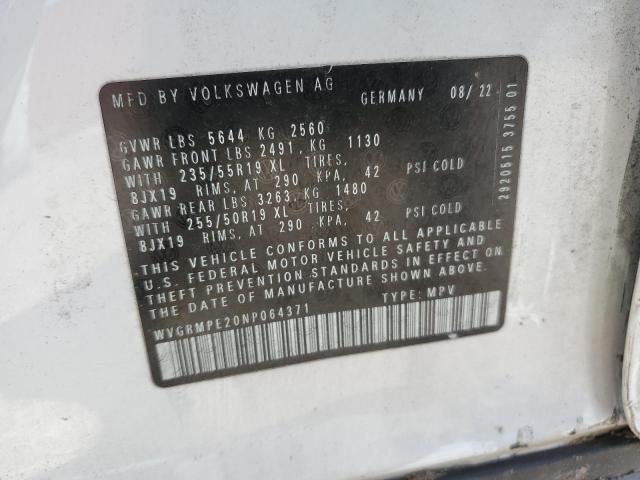 MFD BY VOLKSWAGEN AG GERMANY 08/ 22
GVWR LBS 5644 KG 2560
GAWR FRONT LBS 2491, KG 1130
WITH 235/55R19 XL TIRES,
8JX19 RIMS, AT 290 KPA, 42 PSI COLD
GAWR REAR LBS 3263, KG 1480
WITH 255/50R19 XL TIRES,
8JX19 RIMS, AT 290 KPA, 42 PSI COLD
THIS VEHICLE CONFORMS TO ALL APPLICABLE
U.S. FEDERAL MOTOR VEHICLE SAFETY AND
THEFT PREVENTION STANDARDS IN EFFECT ON
THE DATE OF MANUFACTURE SHOWN ABOVE.
WVGRMPE20NP064371 TYPE: MPV
2920515 3755 01